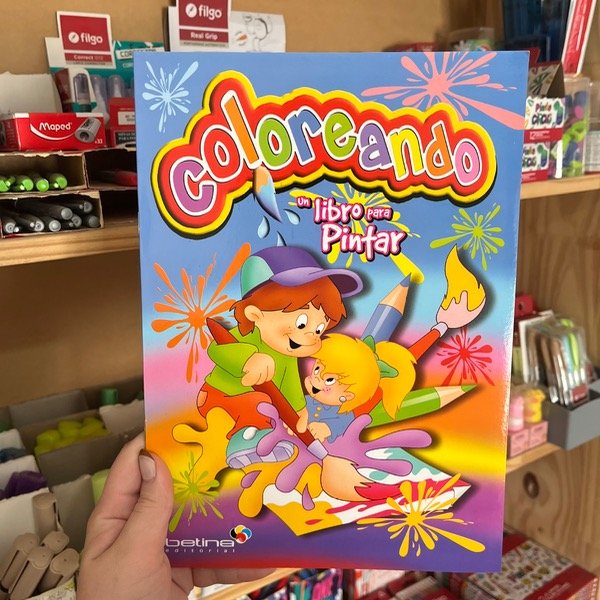 filgo
filgo
Real Grip
Maped
coloreando
un libro para
Pintar
betina
editorial